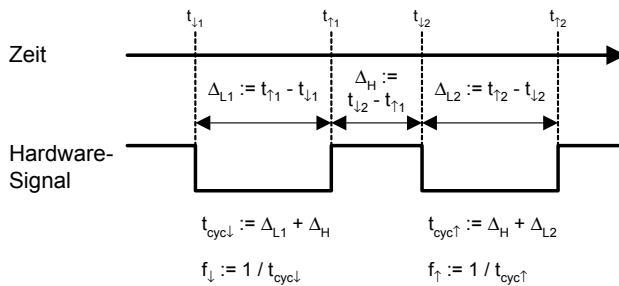 t↓1 t↑1 t↓2 t↑2
Zeit
ΔL1 := t↑1 - t↓1
ΔH :=
t↓2 - t↑1
ΔL2 := t↑2 - t↓2
Hardware-
Signal
tcyc↓ := ΔL1 + ΔH
tcyc↑ := ΔH + ΔL2
f↓ := 1 / tcyc↓
f↑ := 1 / tcyc↑